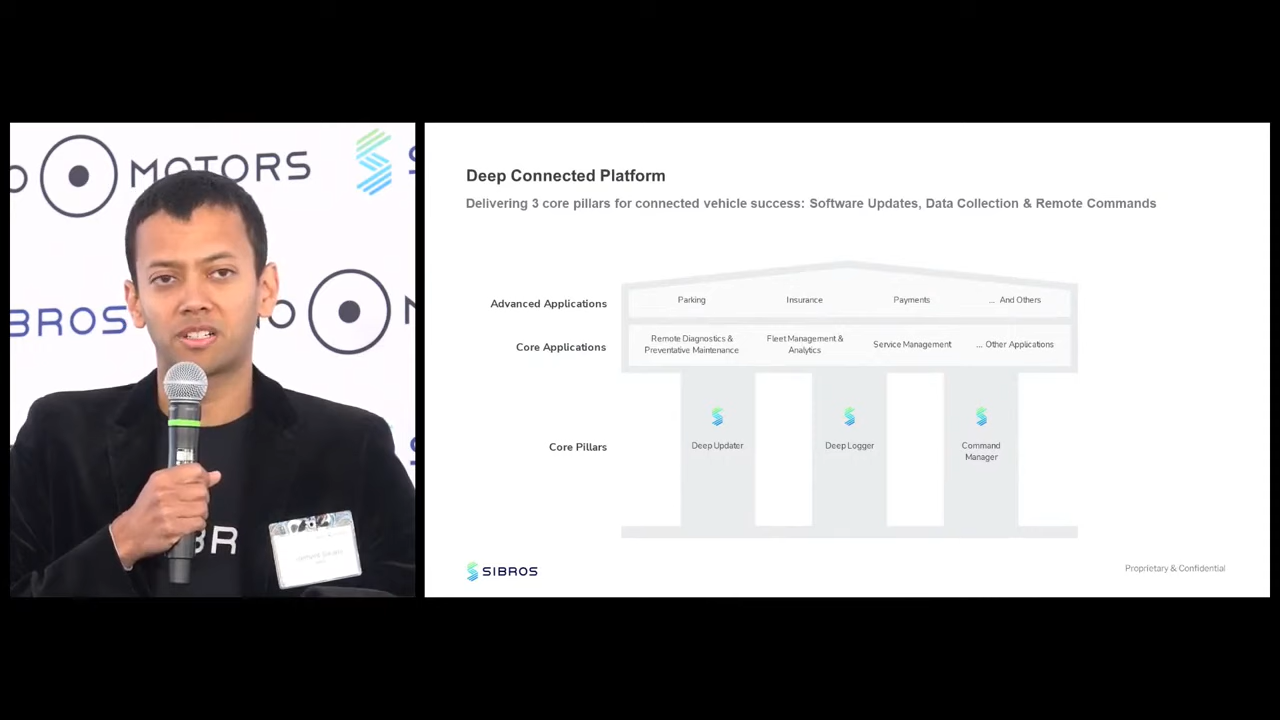 O MOTORS
S
BROS
O
BR
Deep Connected Platform
Delivering 3 core pillars for connected vehicle success: Software Updates, Data Collection & Remote Commands
Advanced Applications
Parking
Insurance
Payments
... And Others
Core Applications
Remote Diagnostics &
Preventative Maintenance
Fleet Management &
Analytics
Service Management
... Other Applications
Core Pillars
Deep Updater
Deep Logger
Command
Manager
SIBROS
Proprietary & Confidential